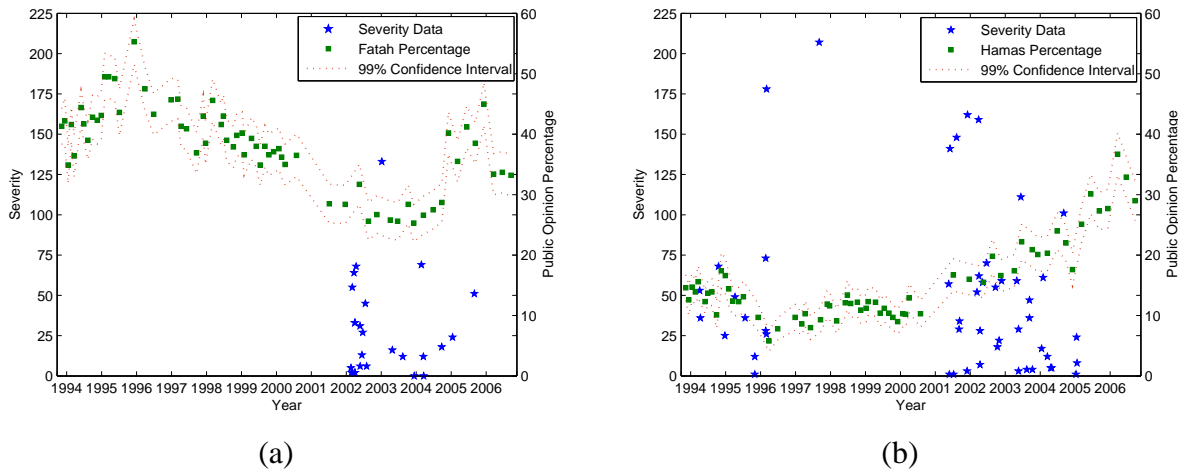 225
200
175
150
125
100
75
50
25
0
Severity
60
50
40
30
20
10
0
Public Opinion Percentage
Severity Data
Fatah Percentage
99% Confidence Interval
1994 1995 1996 1997 1998 1999 2000 2001 2002 2003 2004 2005 2006
Year
(a)
225
200
175
150
125
100
75
50
25
0
Severity
60
50
40
30
20
10
0
Public Opinion Percentage
Severity Data
Hamas Percentage
99% Confidence Interval
1994 1995 1996 1997 1998 1999 2000 2001 2002 2003 2004 2005 2006
Year
(b)